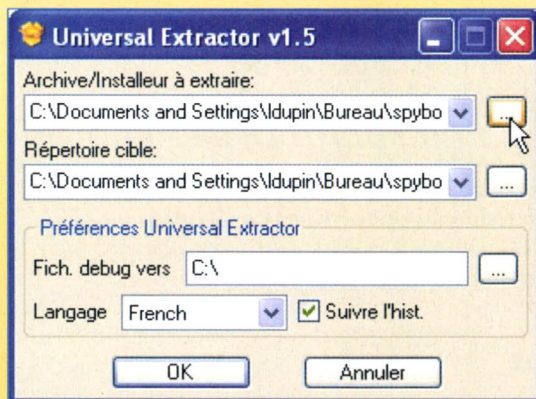 Universal Extractor v1.5
Archive/Installeur à extraire:
C:\Documents and Settings\ldupin\Bureau\spybo
...
Répertoire cible:
C:\Documents and Settings\ldupin\Bureau\spybo
...
Préférences Universal Extractor
Fich. debug vers C:\ ...
Langage French Suivre l'hist.
OK Annuler